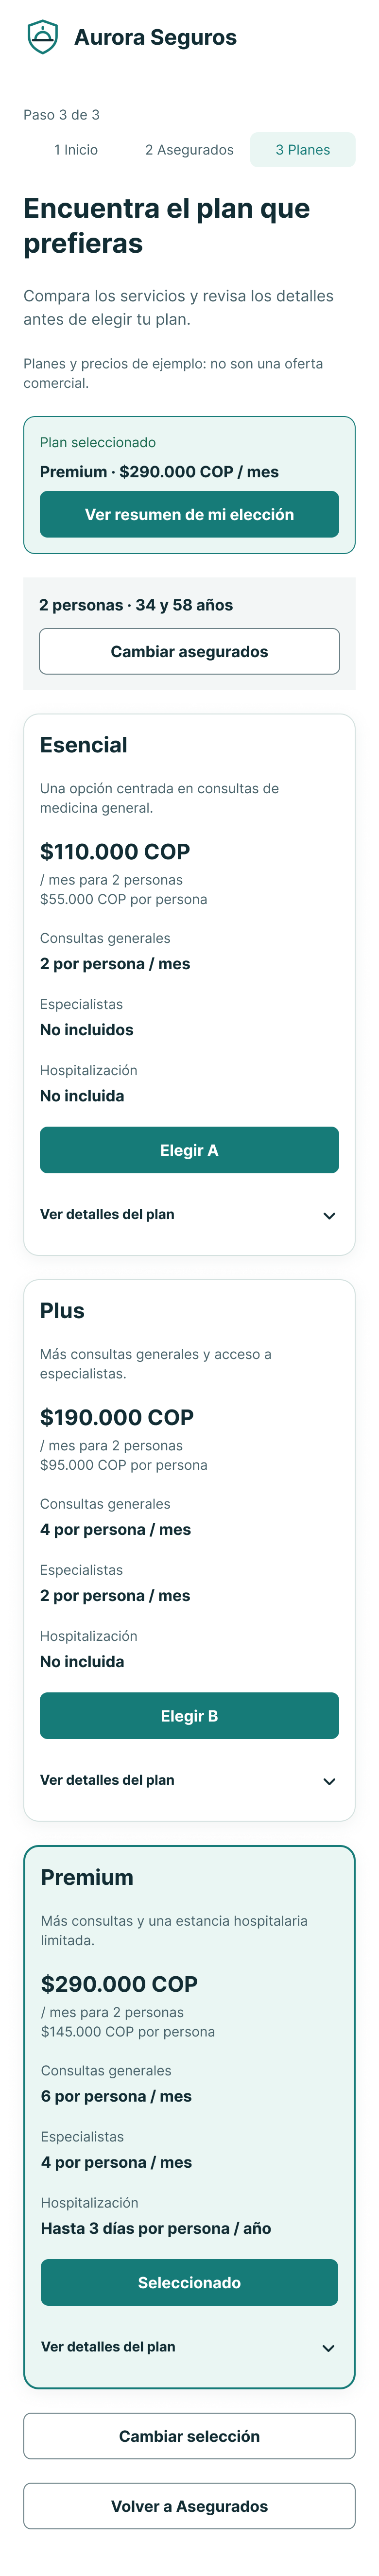 Aurora Seguros
Paso 3 de 3
1 Inicio
2 Asegurados
3 Planes
Encuentra el plan que
prefieras
Compara los servicios y revisa los detalles
antes de elegir tu plan.
Planes y precios de ejemplo: no son una oferta
comercial.
Plan seleccionado
Premium · $290.000 COP / mes
Ver resumen de mi elección
2 personas · 34 y 58 años
Cambiar asegurados
Esencial
Una opción centrada en consultas de
medicina general.
$110.000 COP
/ mes para 2 personas
$55.000 COP por persona
Consultas generales
2 por persona / mes
Especialistas
No incluidos
Hospitalización
No incluida
Elegir A
Ver detalles del plan
Plus
Más consultas generales y acceso a
especialistas.
$190.000 COP
/ mes para 2 personas
$95.000 COP por persona
Consultas generales
4 por persona / mes
Especialistas
2 por persona / mes
Hospitalización
No incluida
Elegir B
Ver detalles del plan
Premium
Más consultas y una estancia hospitalaria
limitada.
$290.000 COP
/ mes para 2 personas
$145.000 COP por persona
Consultas generales
6 por persona / mes
Especialistas
4 por persona / mes
Hospitalización
Hasta 3 días por persona / año
Seleccionado
Ver detalles del plan
Cambiar selección
Volver a Asegurados